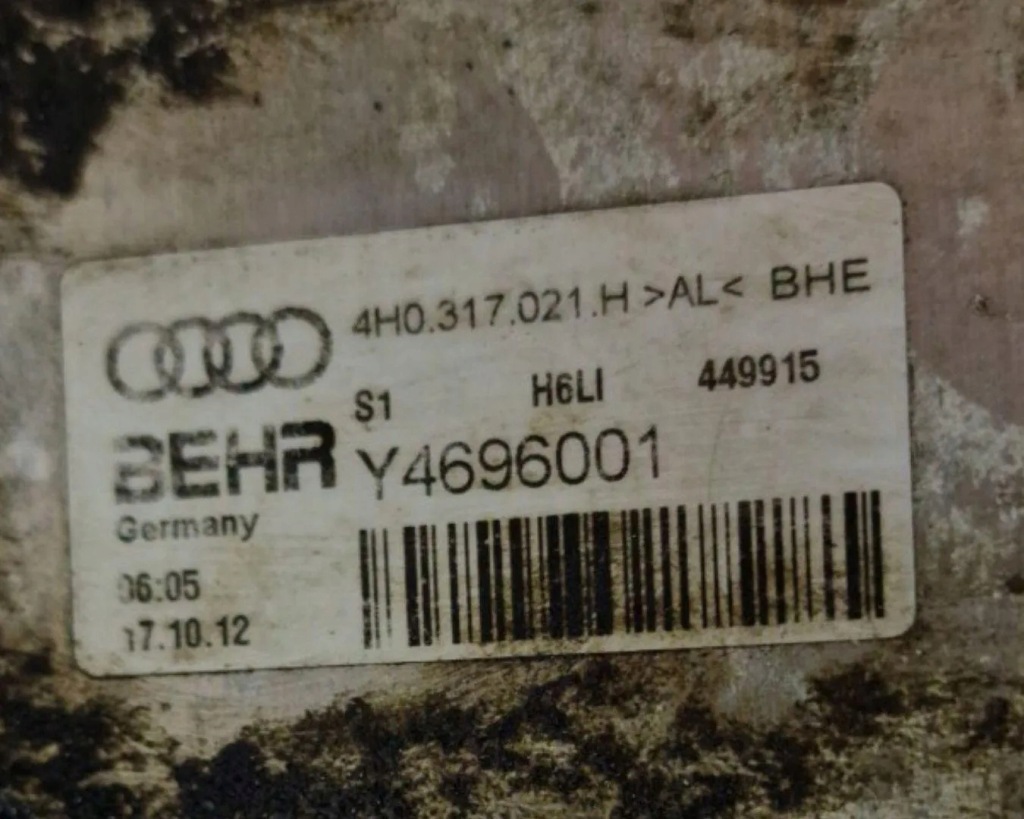 4H0.317.021.H >AL< BHE
S1 H6LI 449915
BEHR Y4696001
Germany
06:05
17.10.12